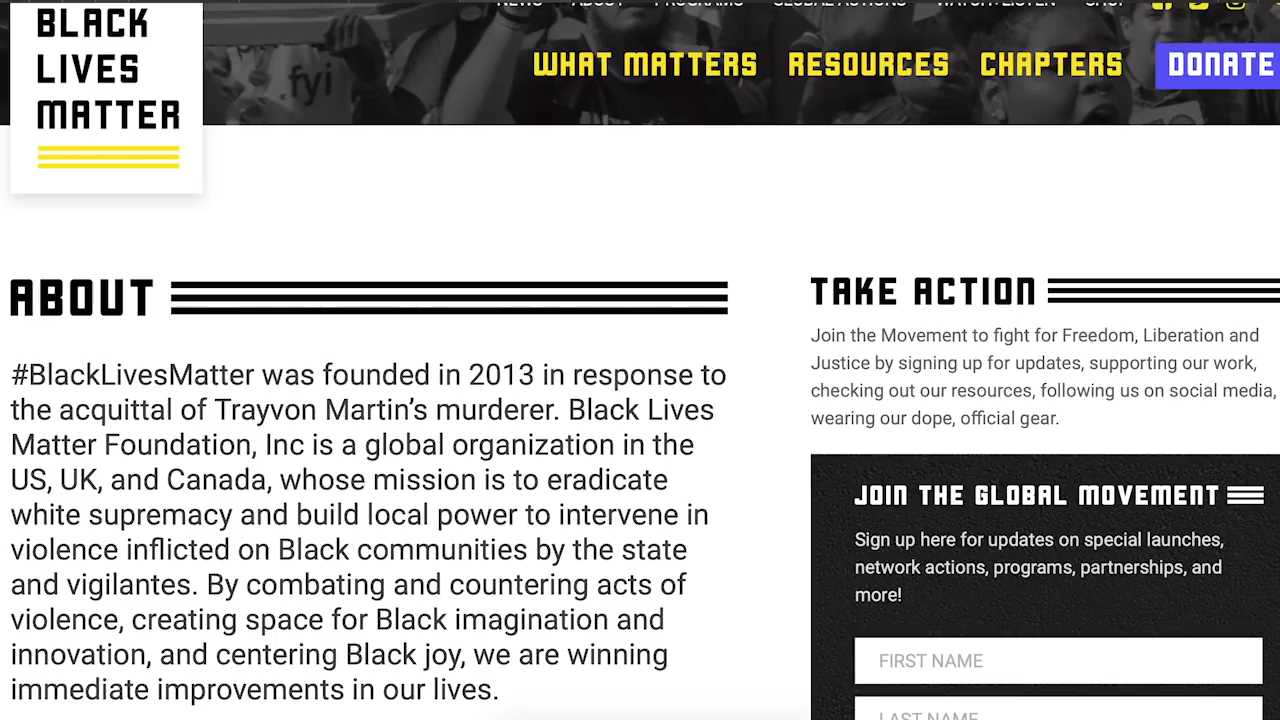 NEWS ABOUT PROGRAMS GLOBAL ACTIONS WATCH+LISTEN SHOP
BLACK
LIVES
MATTER
.fyi
WHAT MATTERS RESOURCES CHAPTERS DONATE
ABOUT
#BlackLivesMatter was founded in 2013 in response to
the acquittal of Trayvon Martin’s murderer. Black Lives
Matter Foundation, Inc is a global organization in the
US, UK, and Canada, whose mission is to eradicate
white supremacy and build local power to intervene in
violence inflicted on Black communities by the state
and vigilantes. By combating and countering acts of
violence, creating space for Black imagination and
innovation, and centering Black joy, we are winning
immediate improvements in our lives.
TAKE ACTION
Join the Movement to fight for Freedom, Liberation and
Justice by signing up for updates, supporting our work,
checking out our resources, following us on social media,
wearing our dope, official gear.
JOIN THE GLOBAL MOVEMENT
Sign up here for updates on special launches,
network actions, programs, partnerships, and
more!
FIRST NAME
LAST NAME